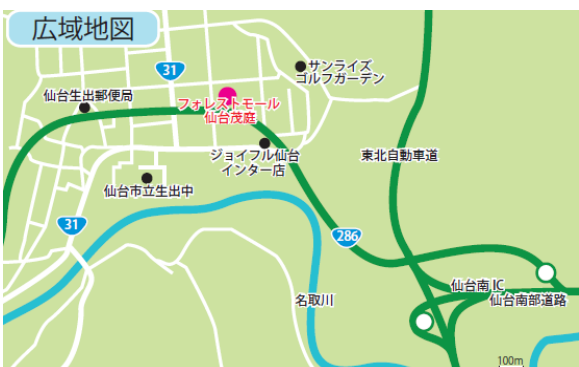 広域地図
31
サンライズ
ゴルフガーデン
仙台生出郵便局
フォレストモール
仙台茂庭
ジョイフル仙台
インター店
東北自動車道
仙台市立生出中
31
286
名取川
仙台南IC
仙台南部道路
100m